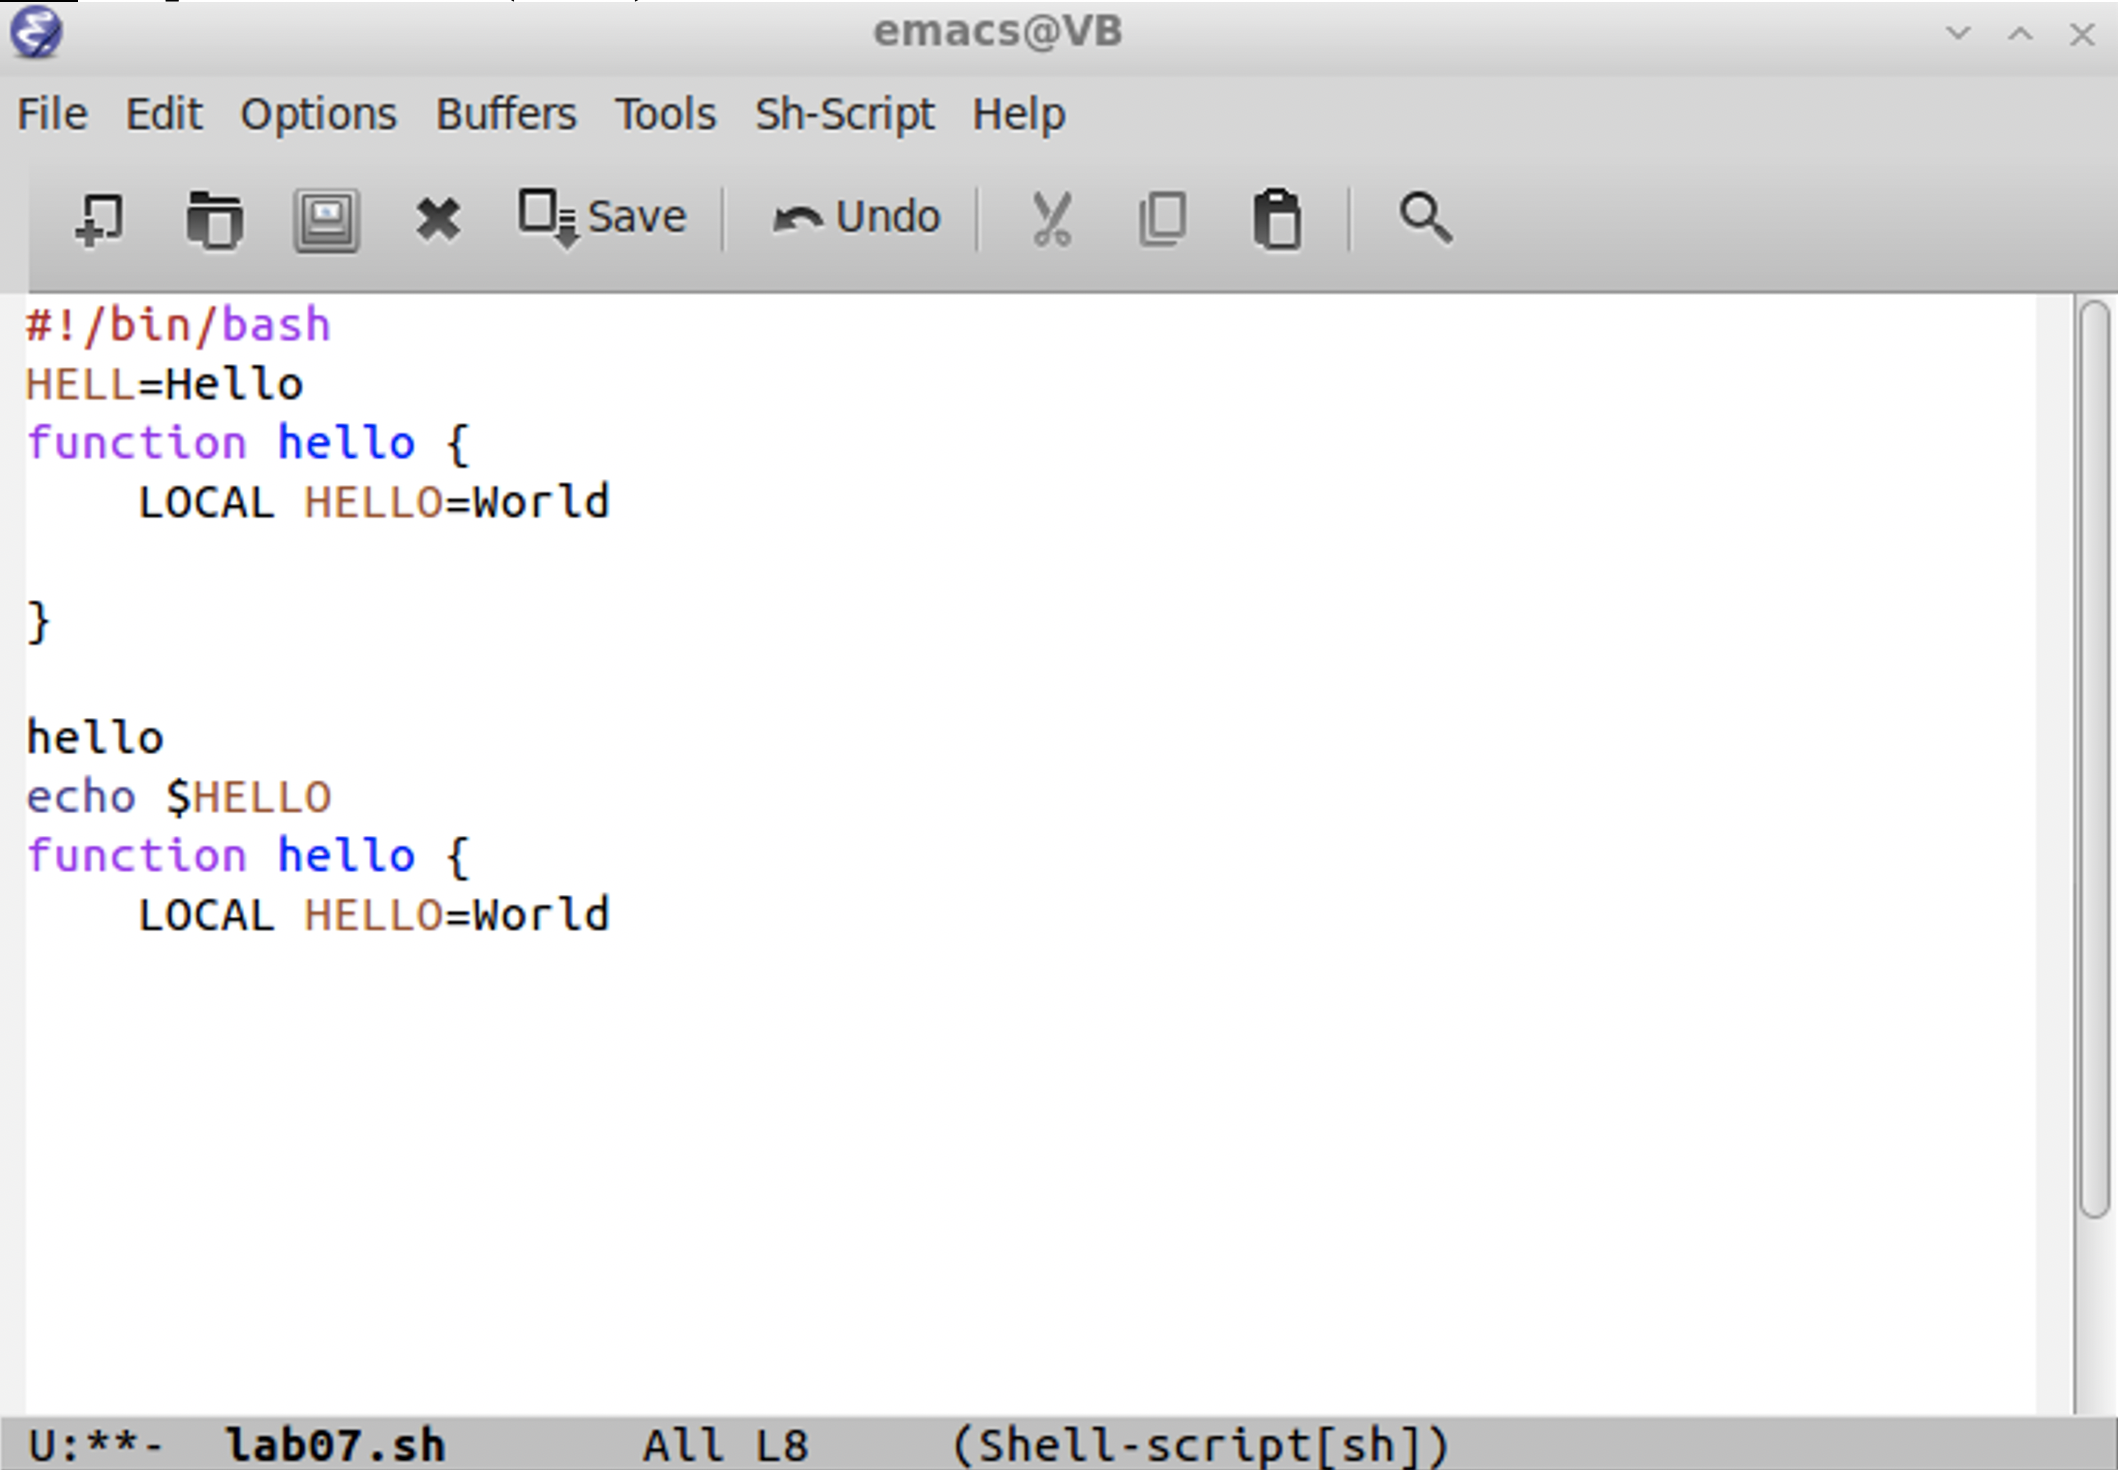 emacs@VB
File Edit Options Buffers Tools Sh-Script Help
Save Undo
#!/bin/bash
HELL=Hello
function hello {
    LOCAL HELLO=World
}
hello
echo $HELLO
function hello {
    LOCAL HELLO=World
U:**-  lab07.sh       All L8     (Shell-script[sh])